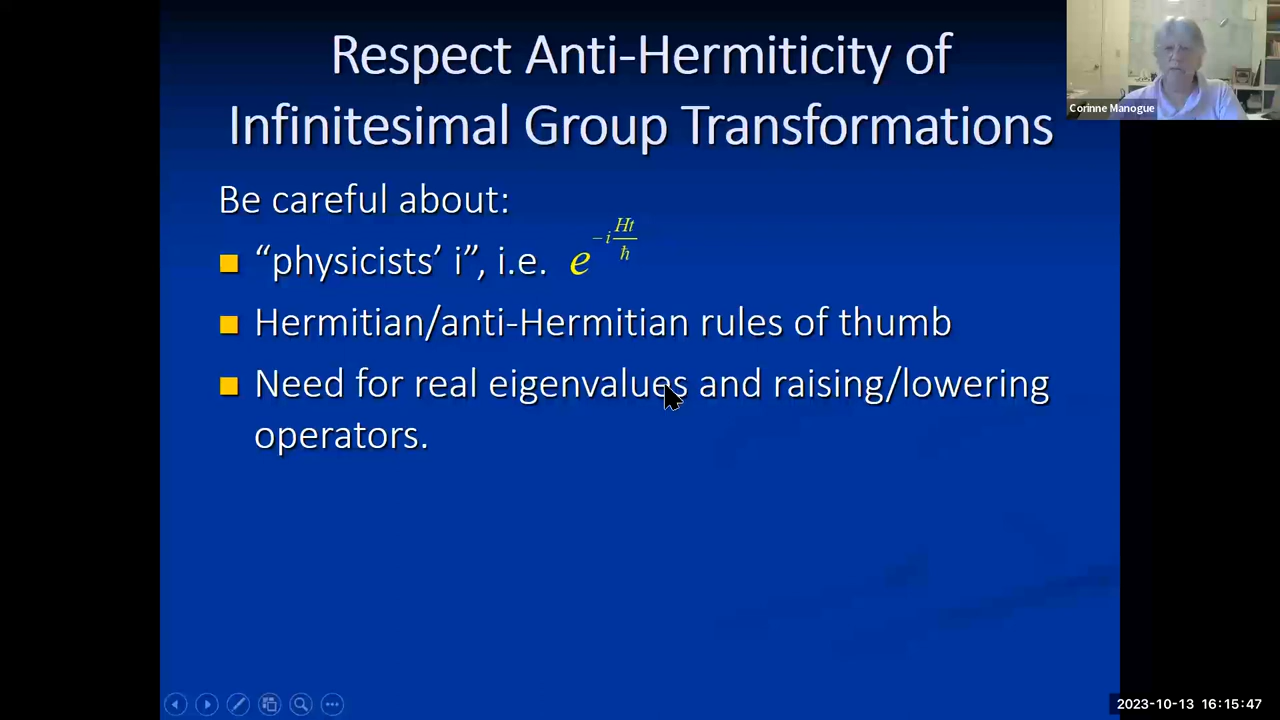 Respect Anti-Hermiticity of
Infinitesimal Group Transformations
Corinne Manogue
Be careful about:
“physicists’ i”, i.e. e^{-i\frac{Ht}{ħ}}
Hermitian/anti-Hermitian rules of thumb
Need for real eigenvalues and raising/lowering
operators.
2023-10-13 16:15:47